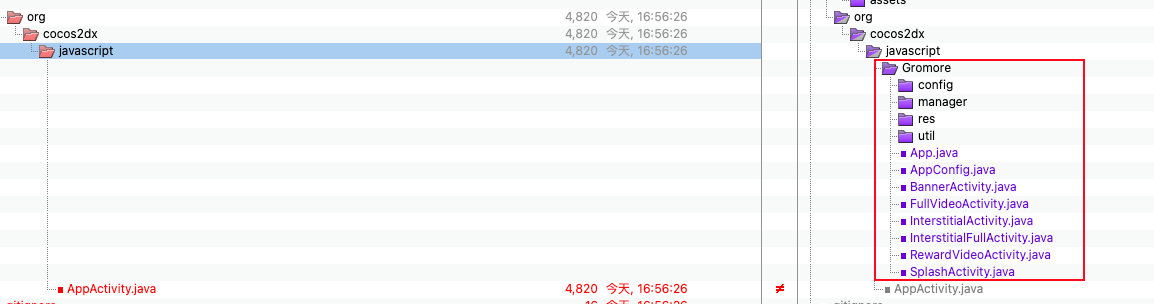 assets
org 4,820 今天, 16:56:26 org
cocos2dx 4,820 今天, 16:56:26 cocos2dx
javascript 4,820 今天, 16:56:26 javascript
Gromore
config
manager
res
util
App.java
AppConfig.java
BannerActivity.java
FullVideoActivity.java
InterstitialActivity.java
InterstitialFullActivity.java
RewardVideoActivity.java
SplashActivity.java
AppActivity.java 4,820 今天, 16:56:26 ≠ AppActivity.java